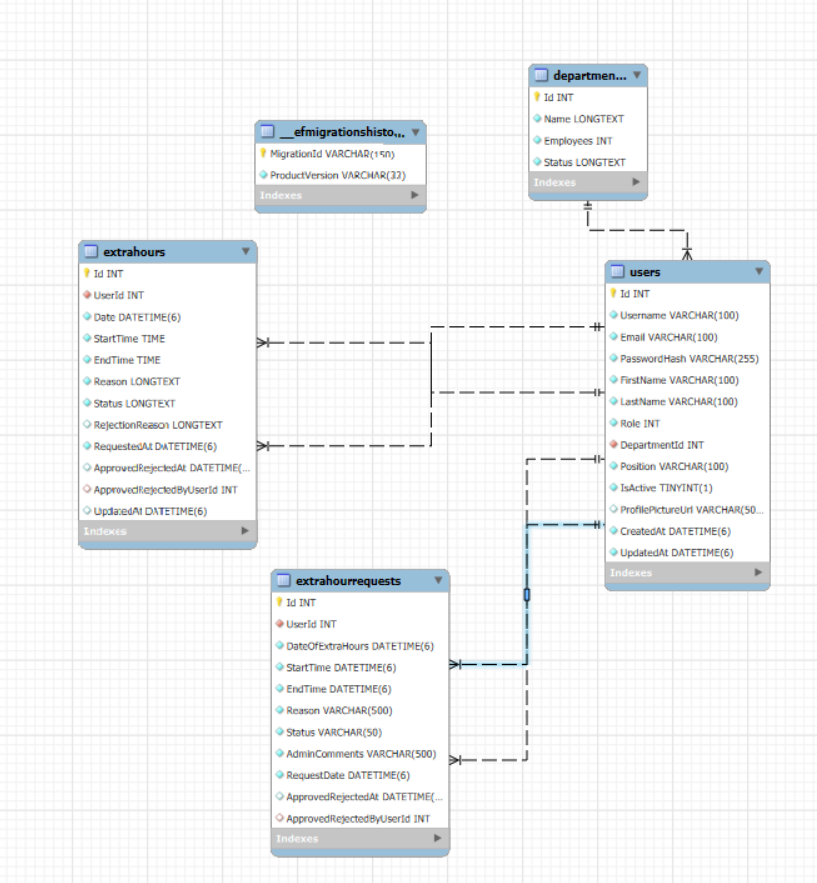 departmen...
Id INT
Name LONGTEXT
Employees INT
Status LONGTEXT
Indexes
__efmigrationshisto...
MigrationId VARCHAR(150)
ProductVersion VARCHAR(32)
Indexes
extrahours
Id INT
UserId INT
Date DATETIME(6)
StartTime TIME
EndTime TIME
Reason LONGTEXT
Status LONGTEXT
RejectionReason LONGTEXT
RequestedAt DATETIME(6)
ApprovedRejectedAt DATETIME(...
ApprovedRejectedByUserId INT
UpdatedAt DATETIME(6)
Indexes
users
Id INT
Username VARCHAR(100)
Email VARCHAR(100)
PasswordHash VARCHAR(255)
FirstName VARCHAR(100)
LastName VARCHAR(100)
Role INT
DepartmentId INT
Position VARCHAR(100)
IsActive TINYINT(1)
ProfilePictureUrl VARCHAR(50...
CreatedAt DATETIME(6)
UpdatedAt DATETIME(6)
Indexes
extrahourrequests
Id INT
UserId INT
DateOfExtraHours DATETIME(6)
StartTime DATETIME(6)
EndTime DATETIME(6)
Reason VARCHAR(500)
Status VARCHAR(50)
AdminComments VARCHAR(500)
RequestDate DATETIME(6)
ApprovedRejectedAt DATETIME(...
ApprovedRejectedByUserId INT
Indexes